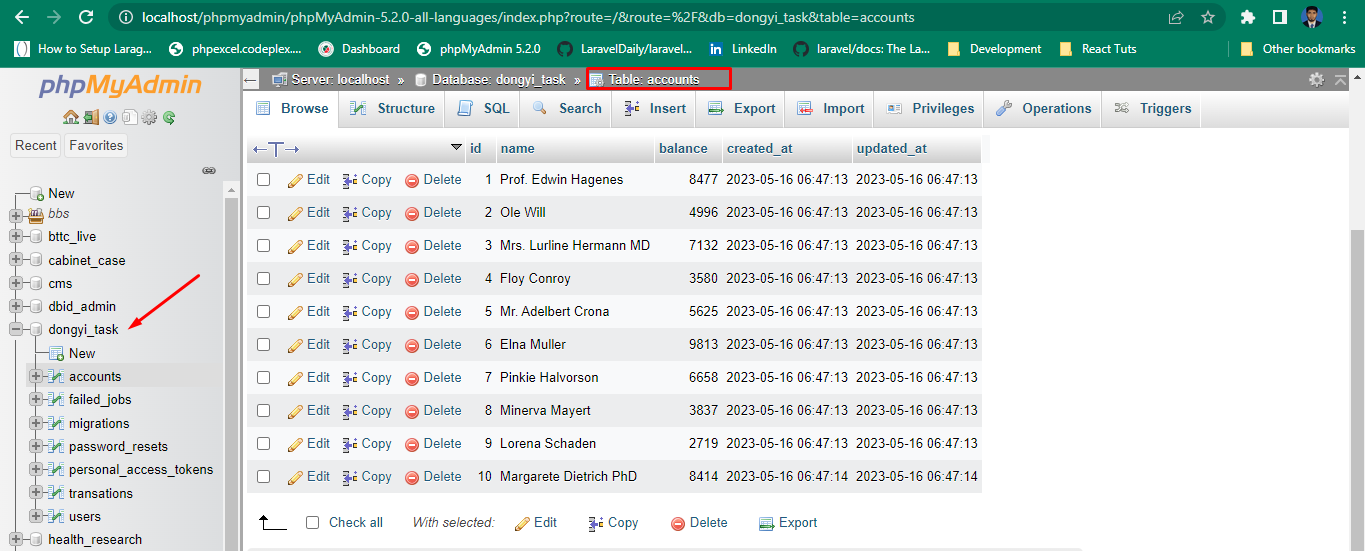 localhost/phpmyadmin/phpMyAdmin-5.2.0-all-languages/index.php?route=/&route=%2F&db=dongyi_task&table=accounts
How to Setup Larag... phpexcel.codeplex.... Dashboard phpMyAdmin 5.2.0 LaravelDaily/laravel... LinkedIn laravel/docs: The La... Development React Tuts Other bookmarks
phpMyAdmin
Recent Favorites
New
bbs
bttc_live
cabinet_case
cms
dbid_admin
dongyi_task
New
accounts
failed_jobs
migrations
password_resets
personal_access_tokens
transations
users
health_research
Server: localhost » Database: dongyi_task » Table: accounts
Browse Structure SQL Search Insert Export Import Privileges Operations Triggers
id name balance created_at updated_at
Edit Copy Delete 1 Prof. Edwin Hagenes 8477 2023-05-16 06:47:13 2023-05-16 06:47:13
Edit Copy Delete 2 Ole Will 4996 2023-05-16 06:47:13 2023-05-16 06:47:13
Edit Copy Delete 3 Mrs. Lurline Hermann MD 7132 2023-05-16 06:47:13 2023-05-16 06:47:13
Edit Copy Delete 4 Floy Conroy 3580 2023-05-16 06:47:13 2023-05-16 06:47:13
Edit Copy Delete 5 Mr. Adelbert Crona 5625 2023-05-16 06:47:13 2023-05-16 06:47:13
Edit Copy Delete 6 Elna Muller 9813 2023-05-16 06:47:13 2023-05-16 06:47:13
Edit Copy Delete 7 Pinkie Halvorson 6658 2023-05-16 06:47:13 2023-05-16 06:47:13
Edit Copy Delete 8 Minerva Mayert 3837 2023-05-16 06:47:13 2023-05-16 06:47:13
Edit Copy Delete 9 Lorena Schaden 2719 2023-05-16 06:47:13 2023-05-16 06:47:13
Edit Copy Delete 10 Margarete Dietrich PhD 8414 2023-05-16 06:47:14 2023-05-16 06:47:14
Check all With selected: Edit Copy Delete Export